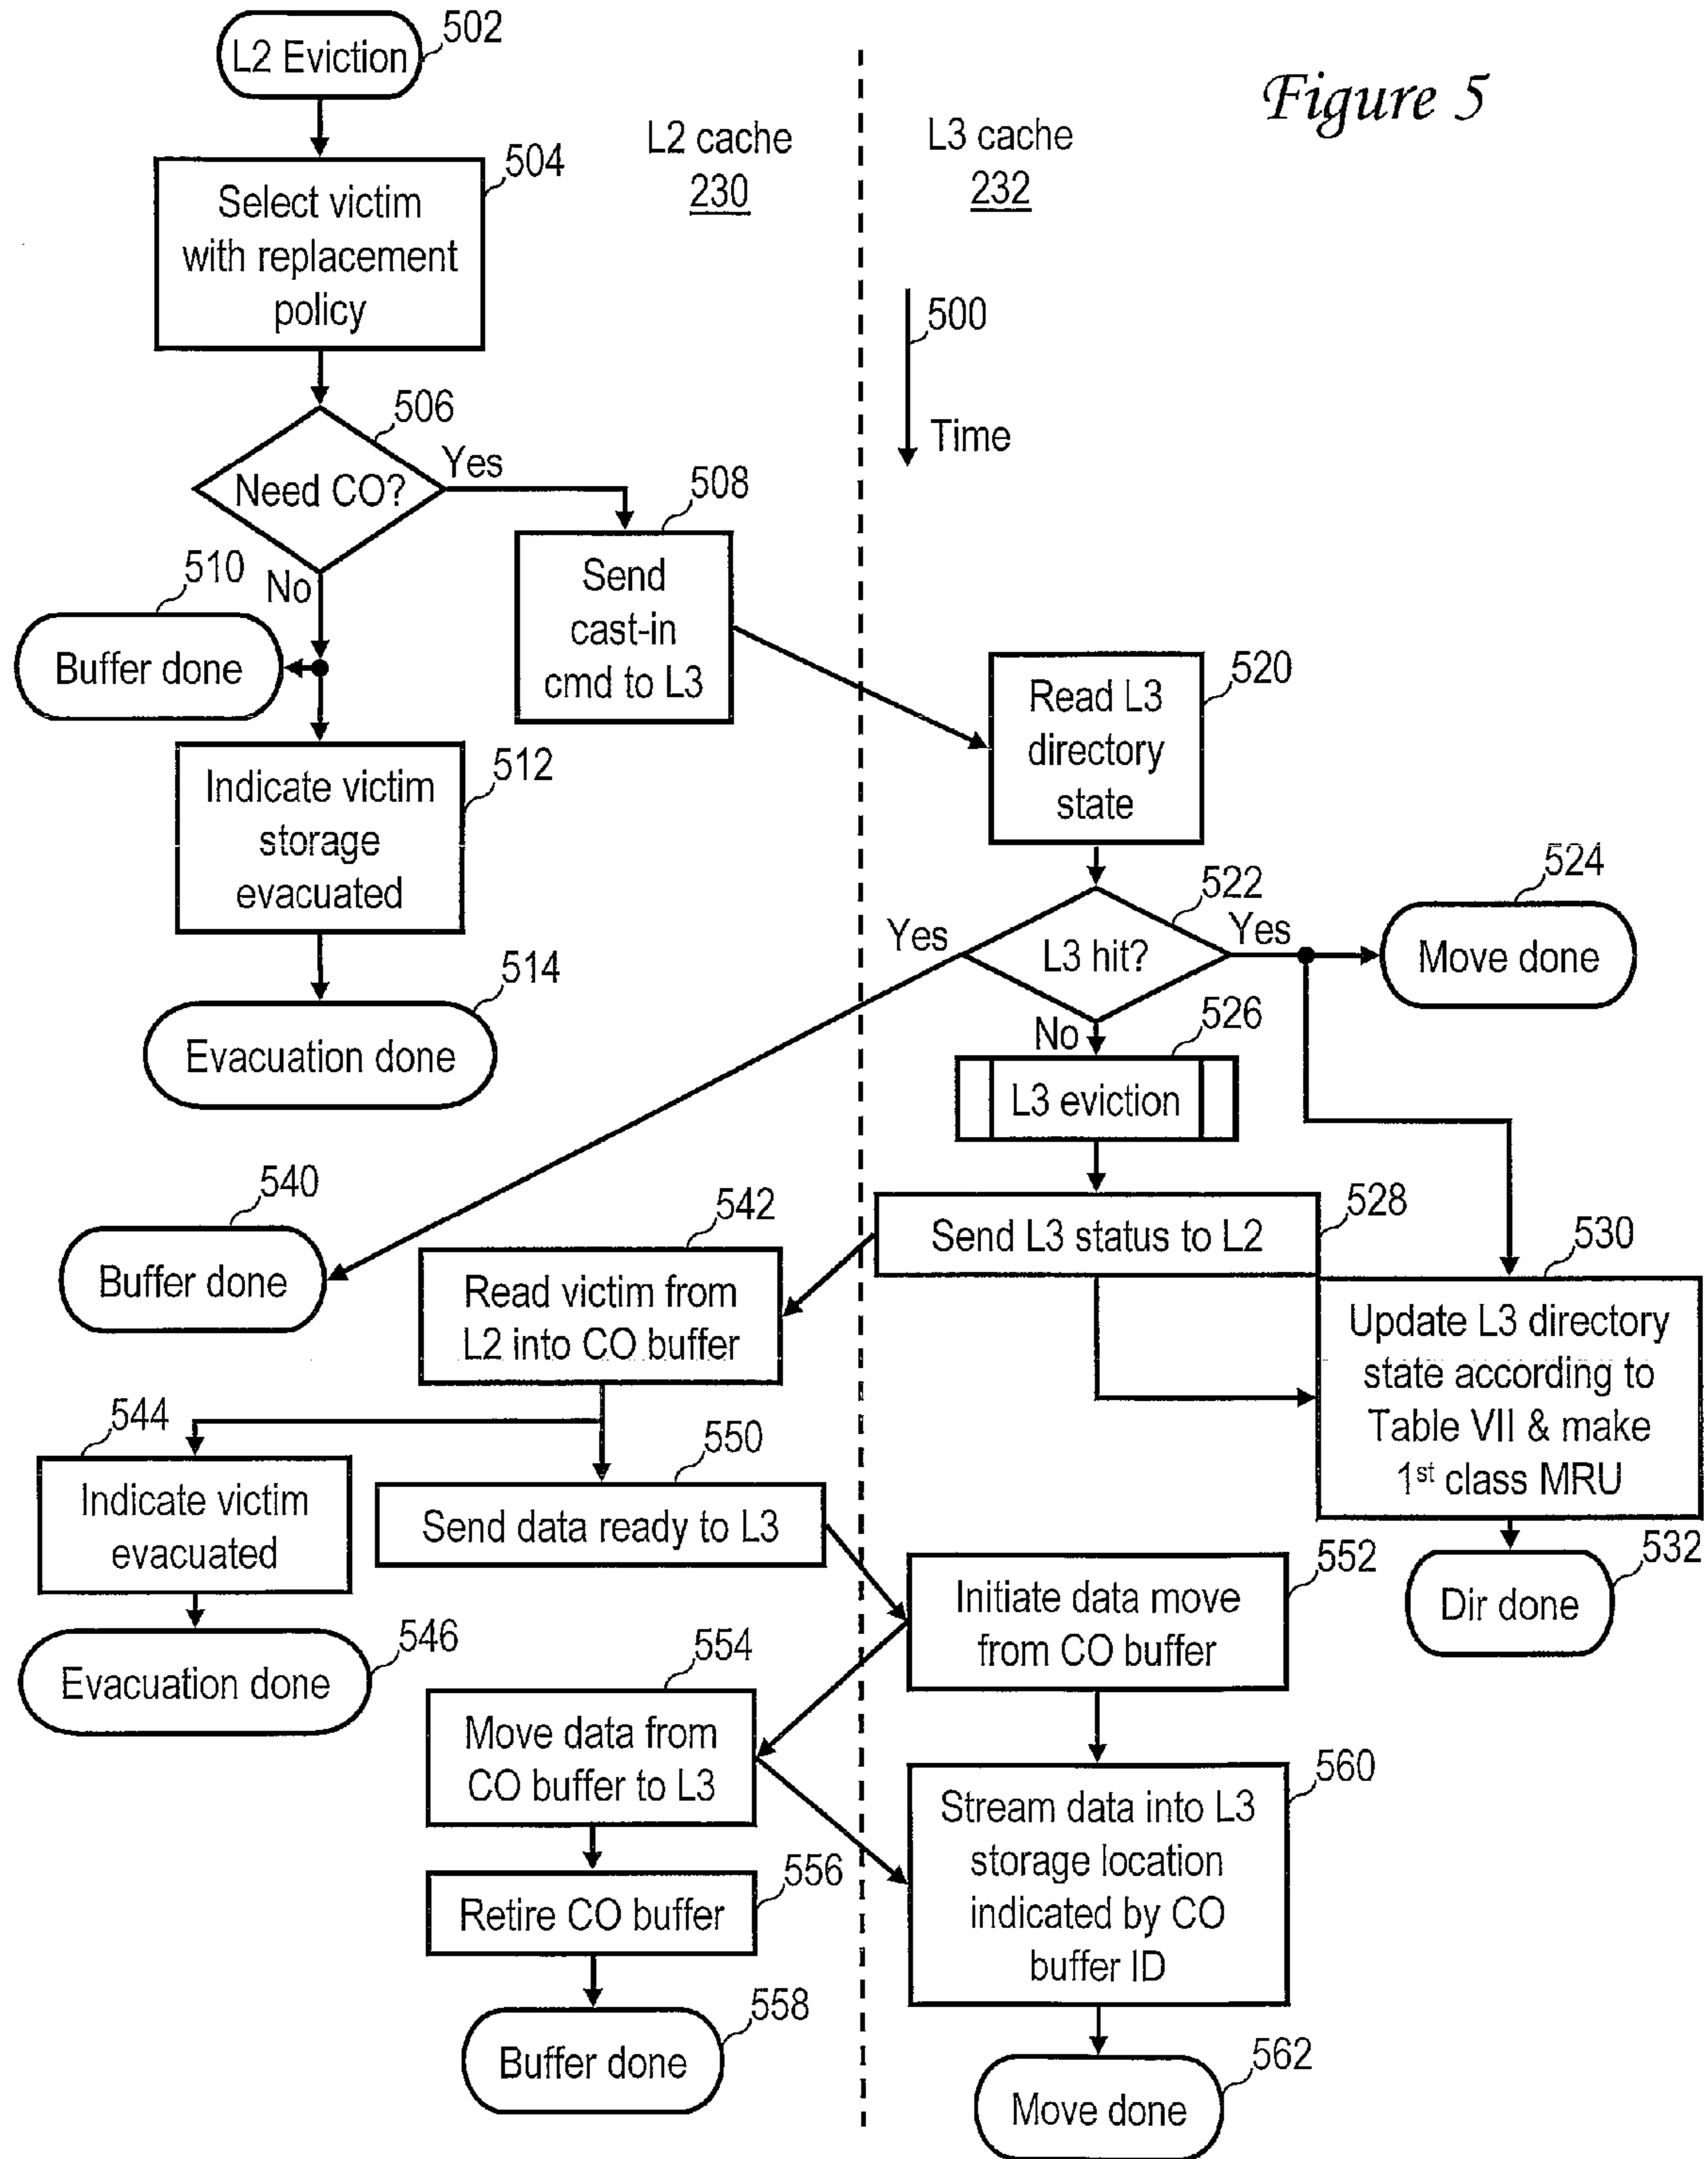 Figure 5
L2 cache
230
L3 cache
232
500
Time
502
L2 Eviction
504
Select victim
with replacement
policy
506
Need CO?
Yes
No
508
Send
cast-in
cmd to L3
510
Buffer done
512
Indicate victim
storage
evacuated
514
Evacuation done
520
Read L3
directory
state
522
L3 hit?
Yes
Yes
No
524
Move done
526
L3 eviction
528
Send L3 status to L2
530
Update L3 directory
state according to
Table VII & make
1st class MRU
532
Dir done
540
Buffer done
542
Read victim from
L2 into CO buffer
544
Indicate victim
evacuated
546
Evacuation done
550
Send data ready to L3
552
Initiate data move
from CO buffer
554
Move data from
CO buffer to L3
556
Retire CO buffer
558
Buffer done
560
Stream data into L3
storage location
indicated by CO
buffer ID
562
Move done